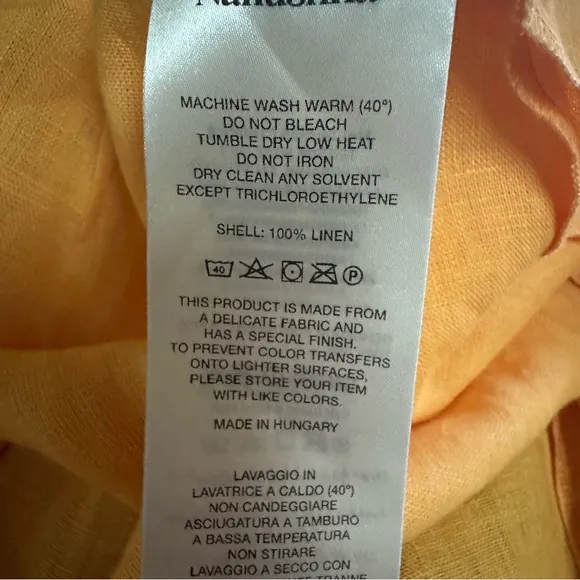 MACHINE WASH WARM (40°)
DO NOT BLEACH
TUMBLE DRY LOW HEAT
DO NOT IRON
DRY CLEAN ANY SOLVENT
EXCEPT TRICHLOROETHYLENE
SHELL: 100% LINEN
40 P
THIS PRODUCT IS MADE FROM
A DELICATE FABRIC AND
HAS A SPECIAL FINISH.
TO PREVENT COLOR TRANSFERS
ONTO LIGHTER SURFACES,
PLEASE STORE YOUR ITEM
WITH LIKE COLORS.
MADE IN HUNGARY
LAVAGGIO IN
LAVATRICE A CALDO (40°)
NON CANDEGGIARE
ASCIUGATURA A TAMBURO
A BASSA TEMPERATURA
NON STIRARE
LAVAGGIO A SECCO CON